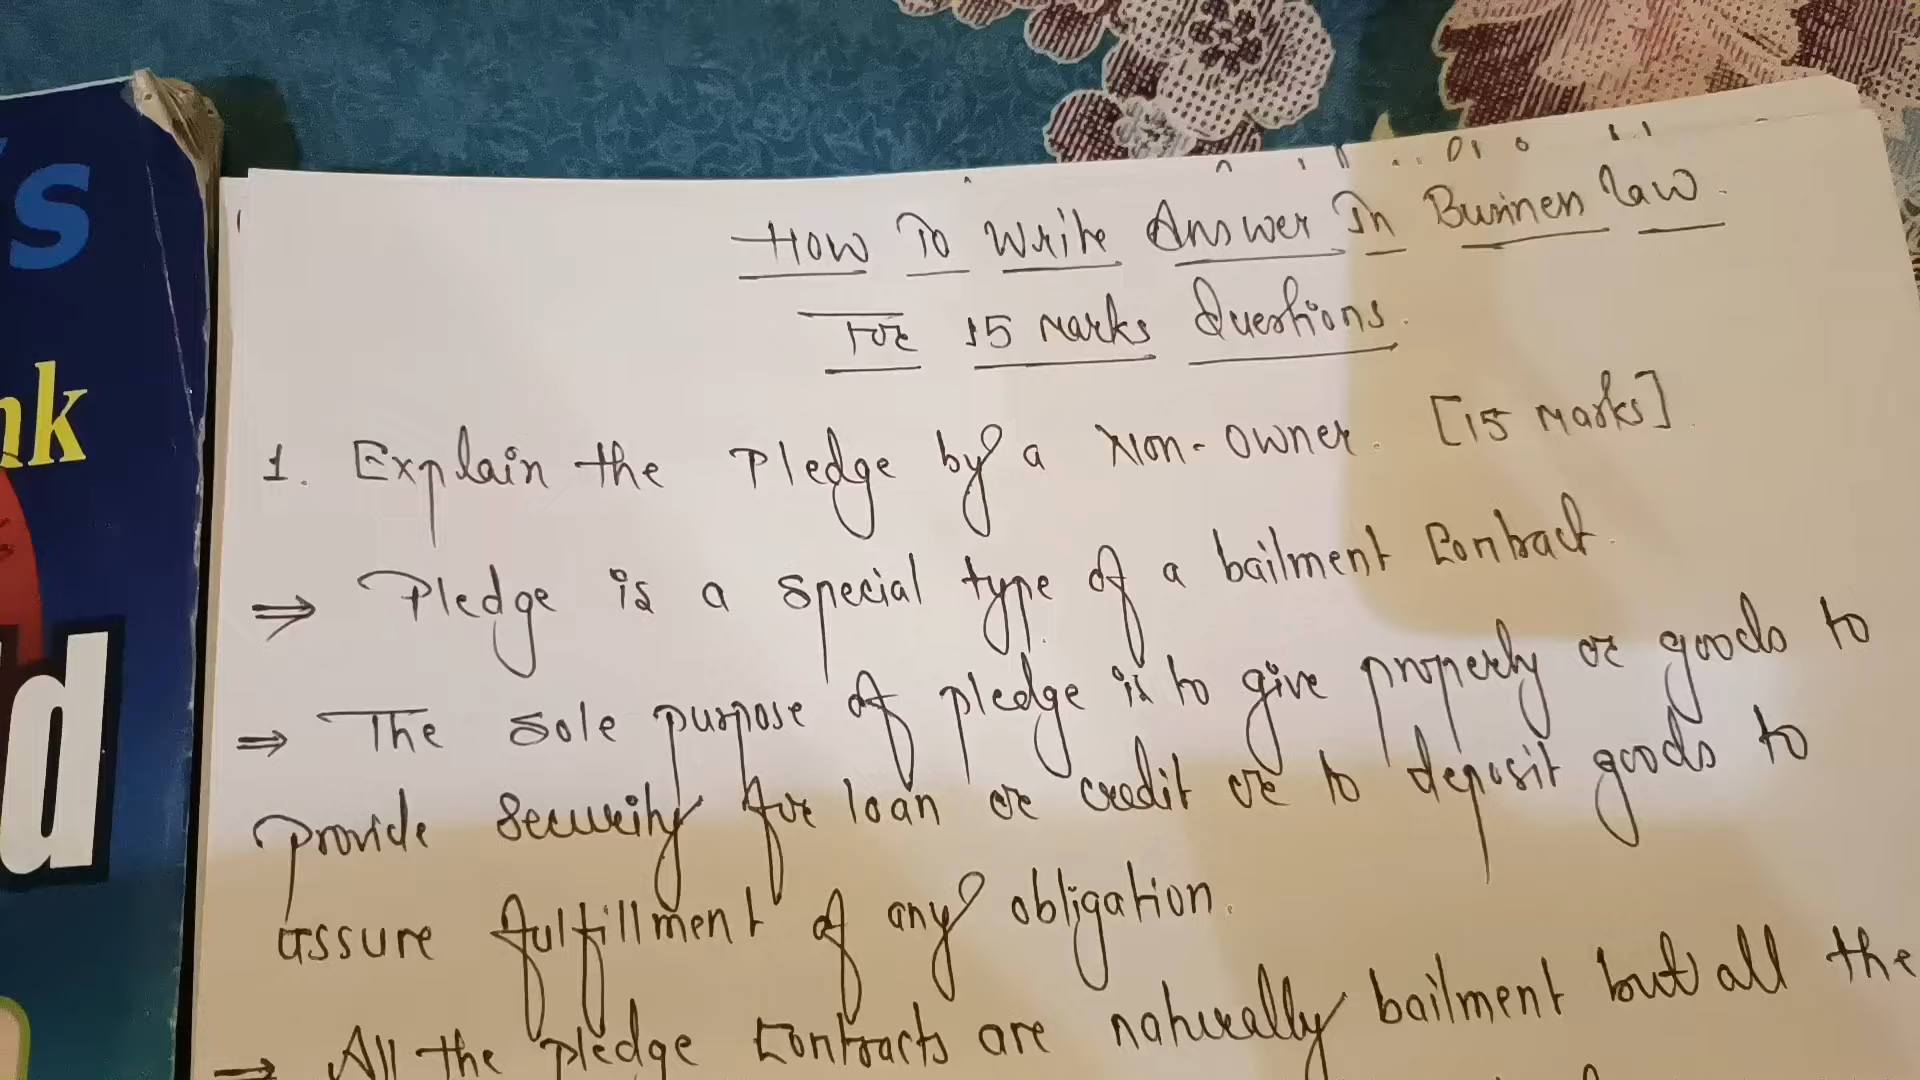 's
nk
d
How To Write Answer In Business Law.
For 15 Marks Questions.
1. Explain the Pledge by a Non-Owner. [15 Marks]
⇒ Pledge is a special type of a bailment Contract.
⇒ The sole purpose of pledge is to give property or goods to
provide security for loan or credit or to deposit goods to
assure fulfillment of any obligation.
→ All the pledge Contracts are naturally bailment but all the